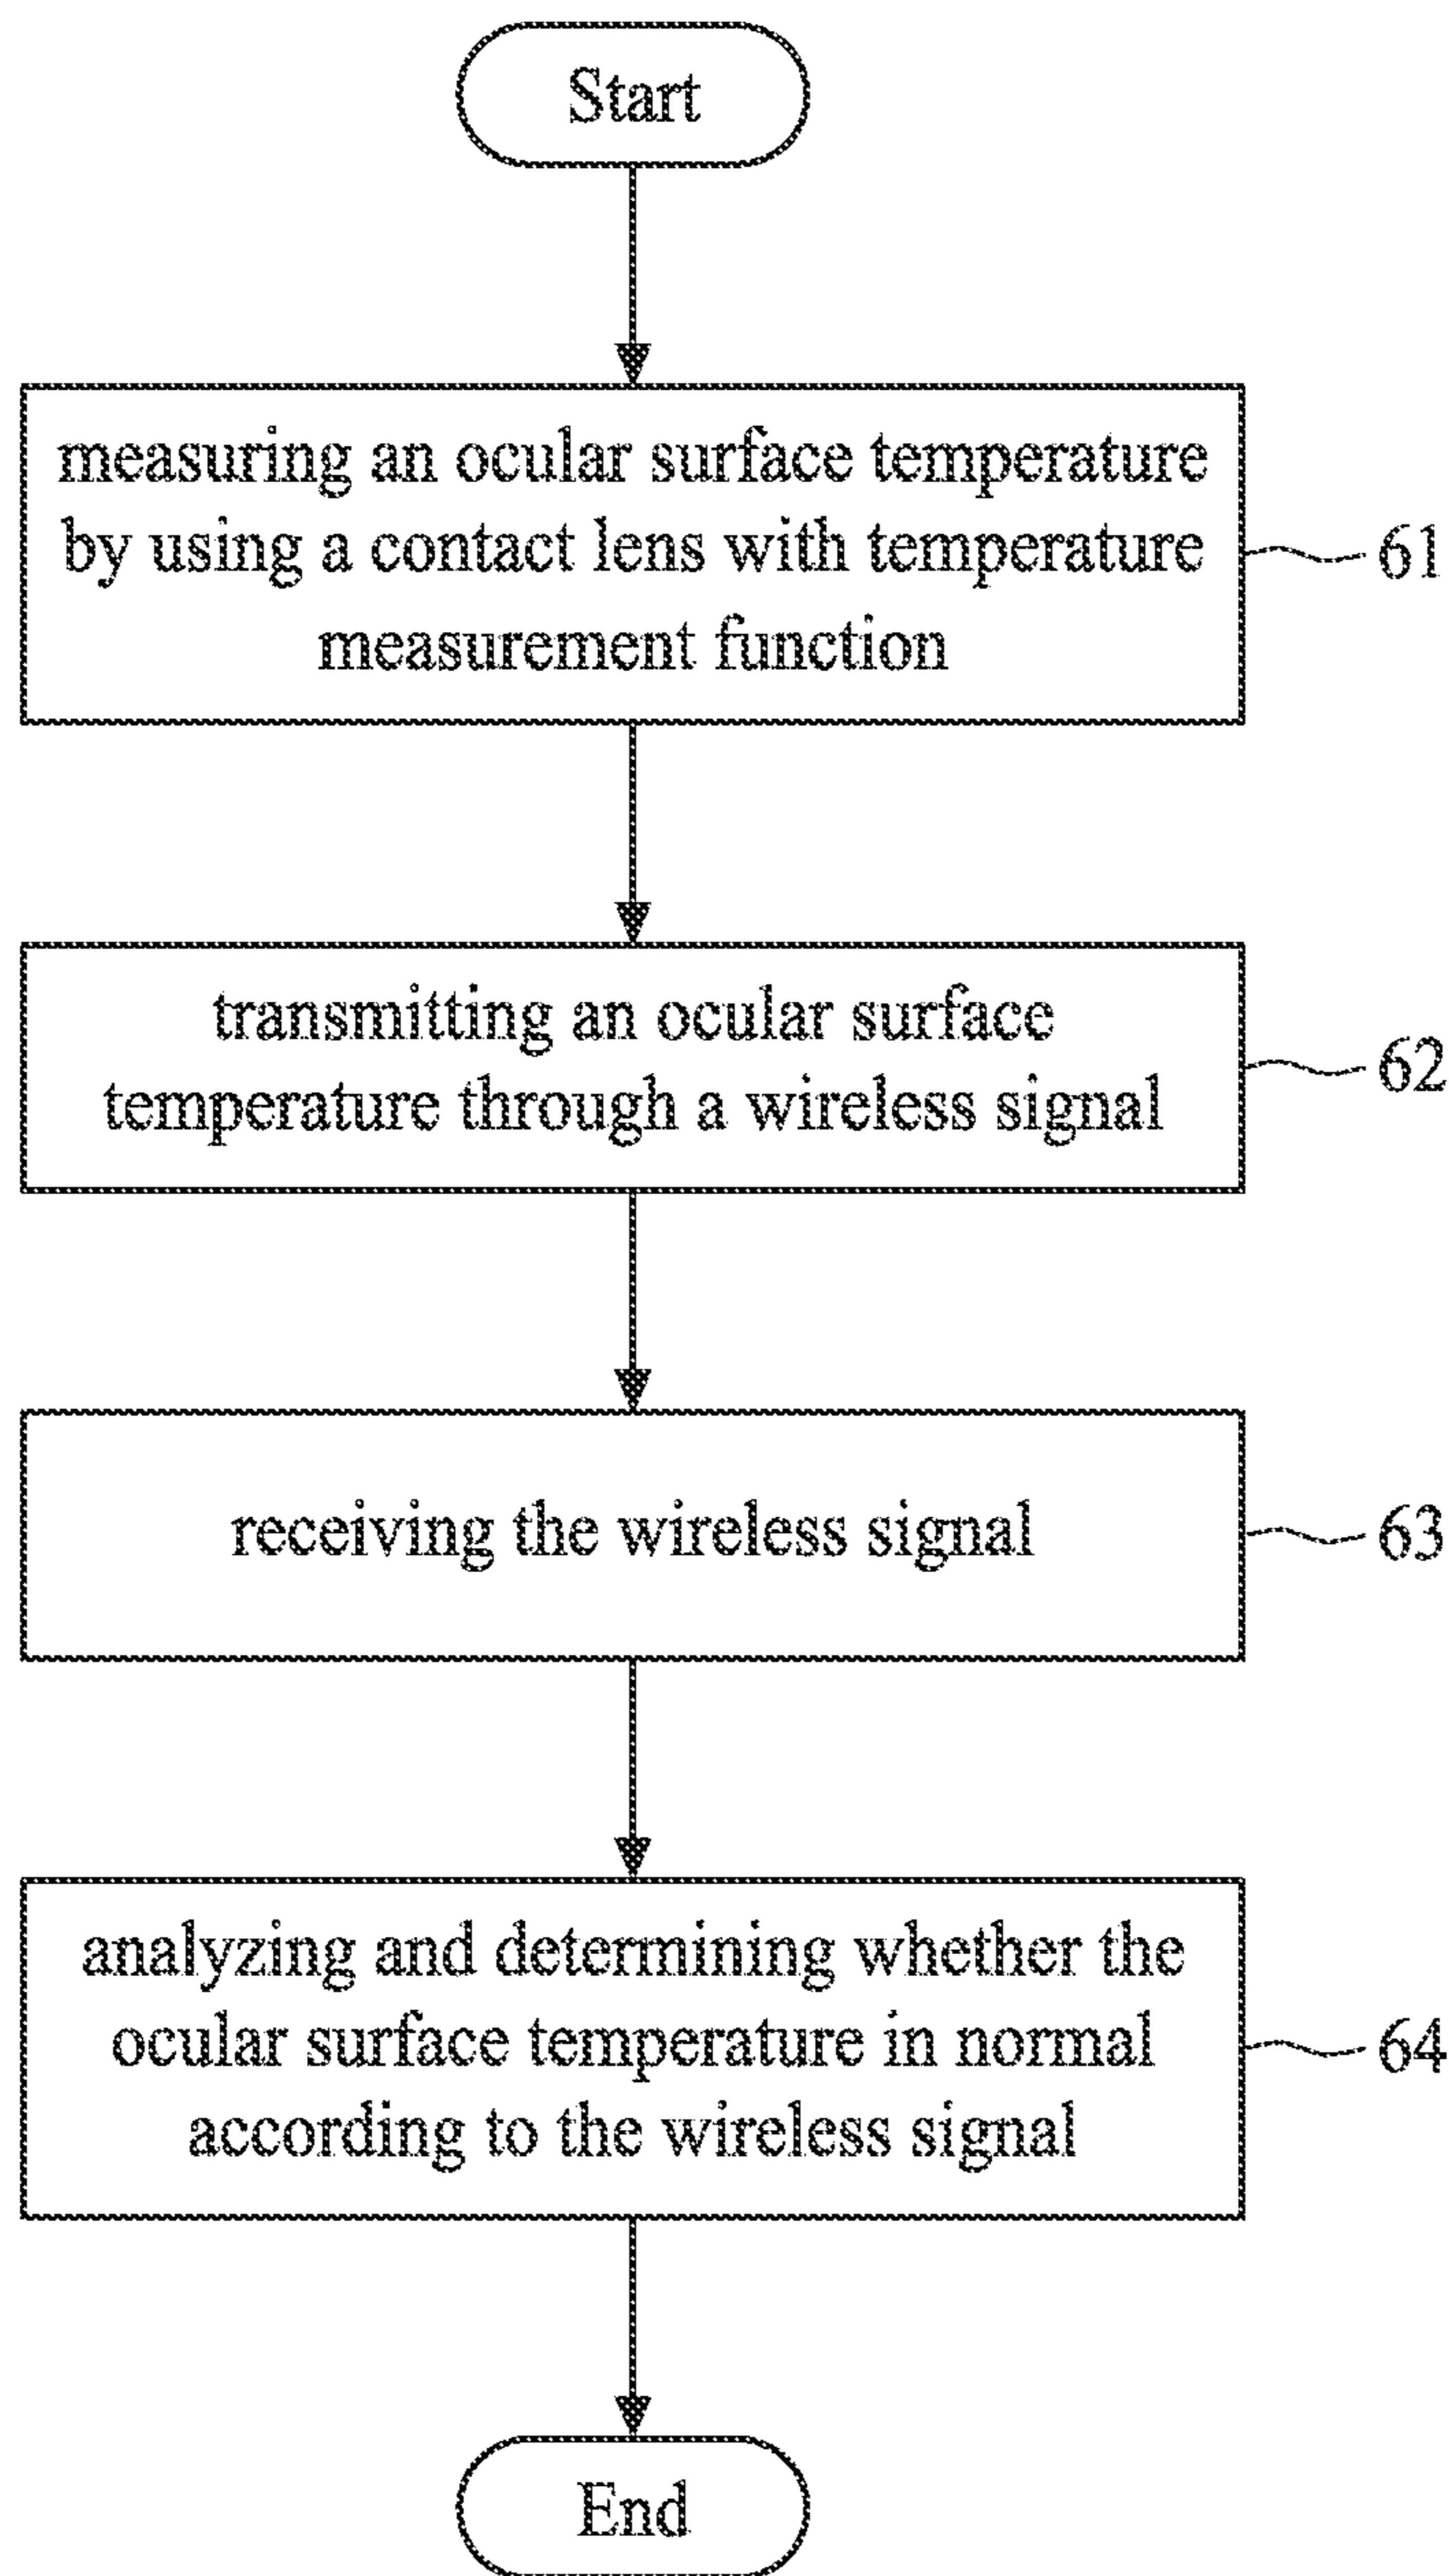 Start
measuring an ocular surface temperature
by using a contact lens with temperature
measurement function
61
transmitting an ocular surface
temperature through a wireless signal
62
receiving the wireless signal
63
analyzing and determining whether the
ocular surface temperature in normal
according to the wireless signal
64
End